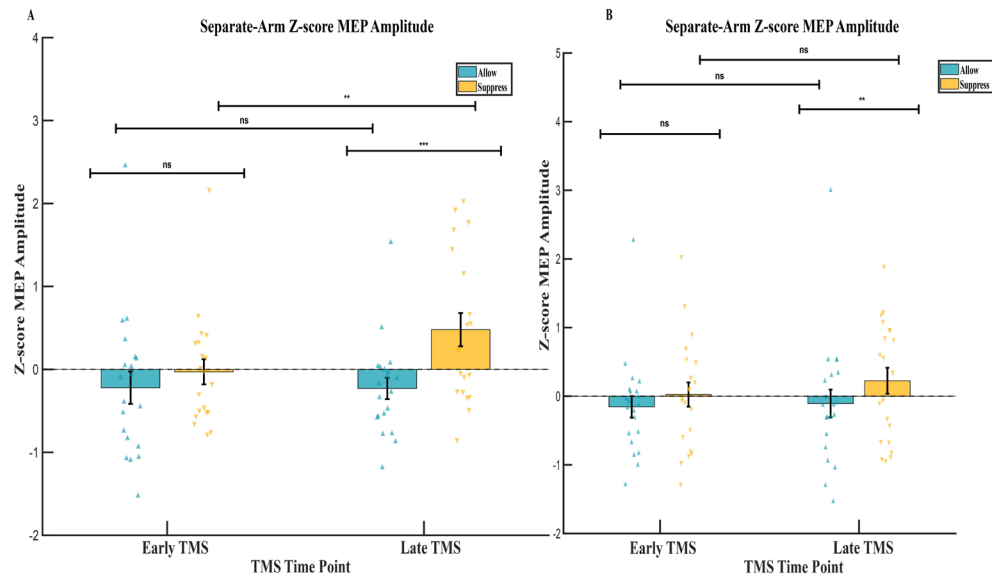 A
Separate-Arm Z-score MEP Amplitude
4
3
2
1
0
-1
-2
Z-score MEP Amplitude
Allow
Suppress
**
ns
***
ns
Early TMS
Late TMS
TMS Time Point
B
Separate-Arm Z-score MEP Amplitude
5
4
3
2
1
0
-1
-2
Z-score MEP Amplitude
Allow
Suppress
ns
ns
**
ns
Early TMS
Late TMS
TMS Time Point